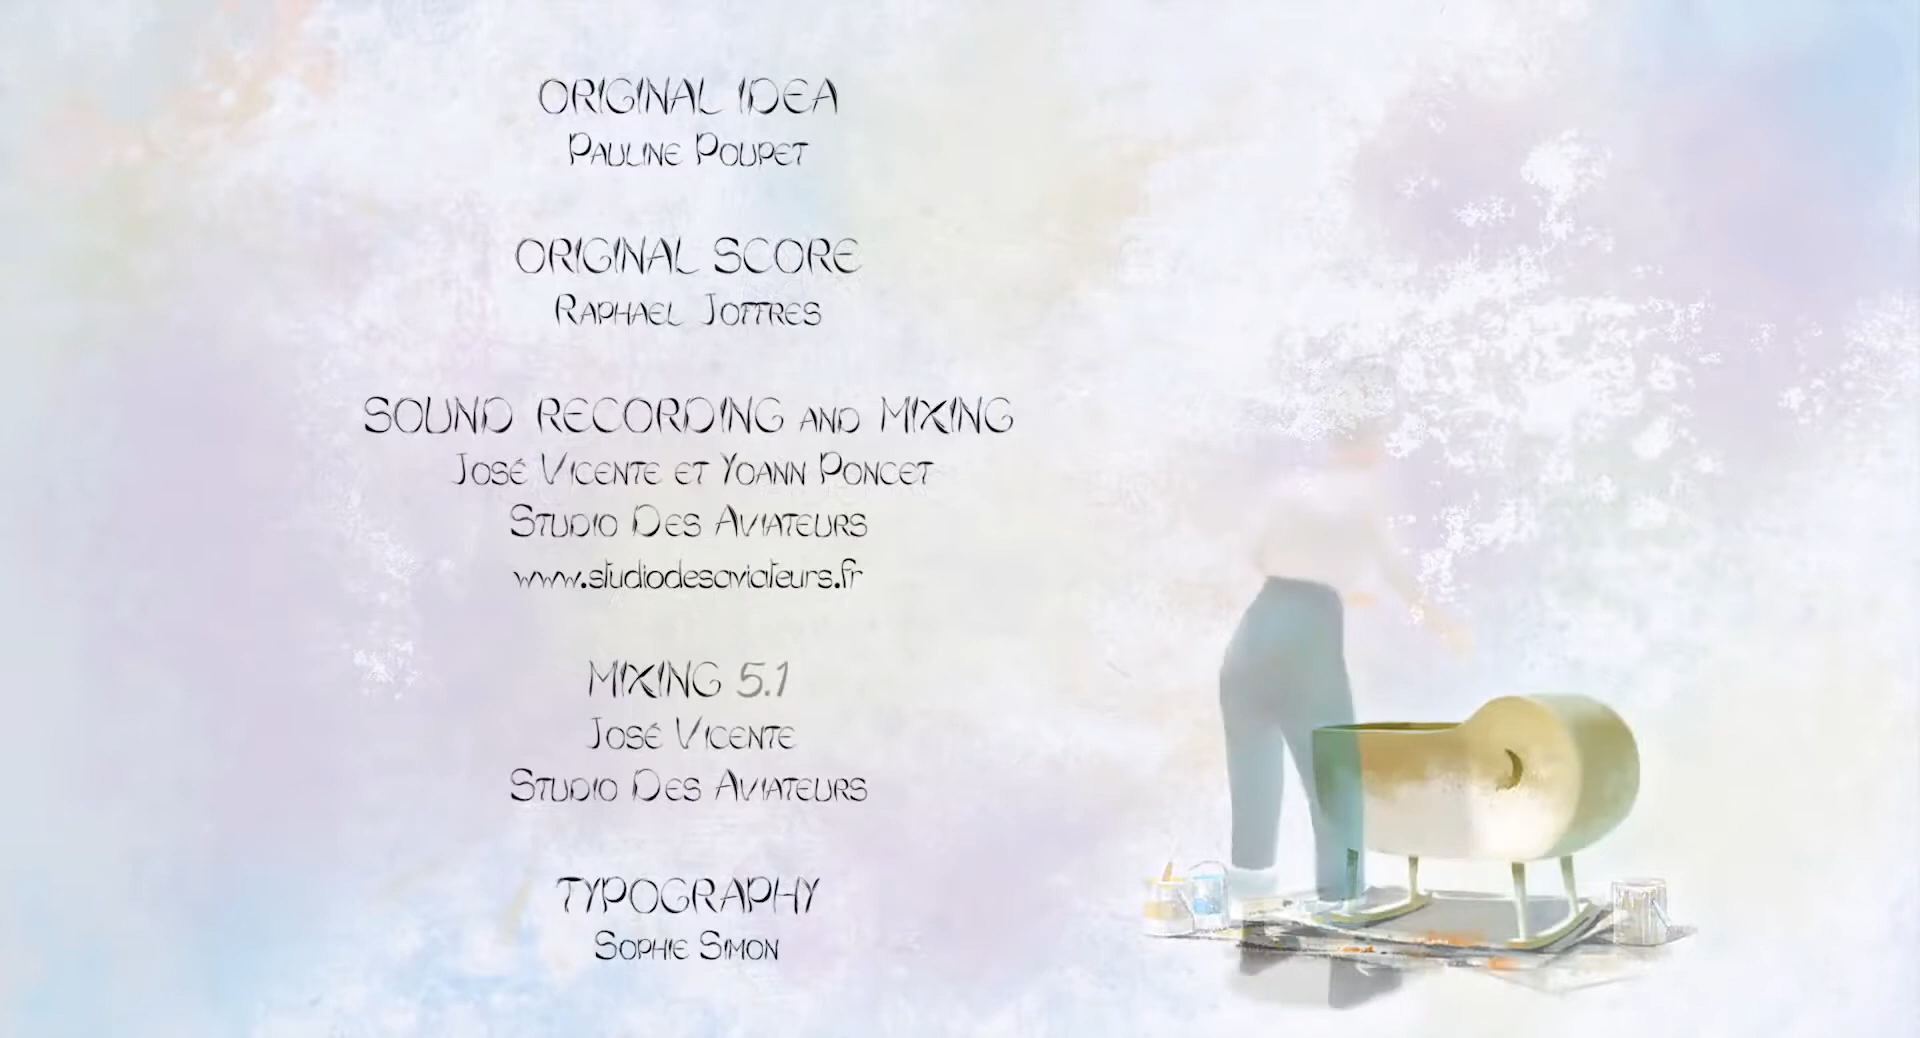 ORIGINAL IDEA
PAULINE POUPET
ORIGINAL SCORE
RAPHAEL JOFFRES
SOUND RECORDING AND MIXING
JOSÉ VICENTE ET YOANN PONCET
STUDIO DES AVIATEURS
www.studiodesaviateurs.fr
MIXING 5.1
JOSÉ VICENTE
STUDIO DES AVIATEURS
TYPOGRAPHY
SOPHIE SIMON